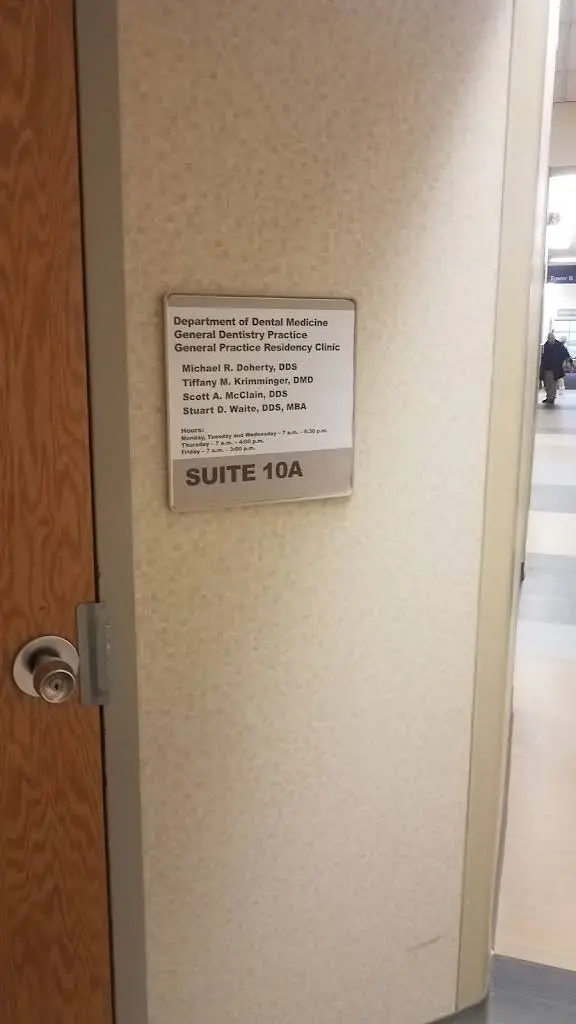 Department of Dental Medicine
General Dentistry Practice
General Practice Residency Clinic
Michael R. Doherty, DDS
Tiffany M. Krimminger, DMD
Scott A. McClain, DDS
Stuart D. Waite, DDS, MBA
Hours:
Monday, Tuesday and Wednesday - 7 a.m. - 6:30 p.m.
Thursday - 7 a.m. - 4:00 p.m.
Friday - 7 a.m. - 3:00 p.m.
SUITE 10A
Tower B